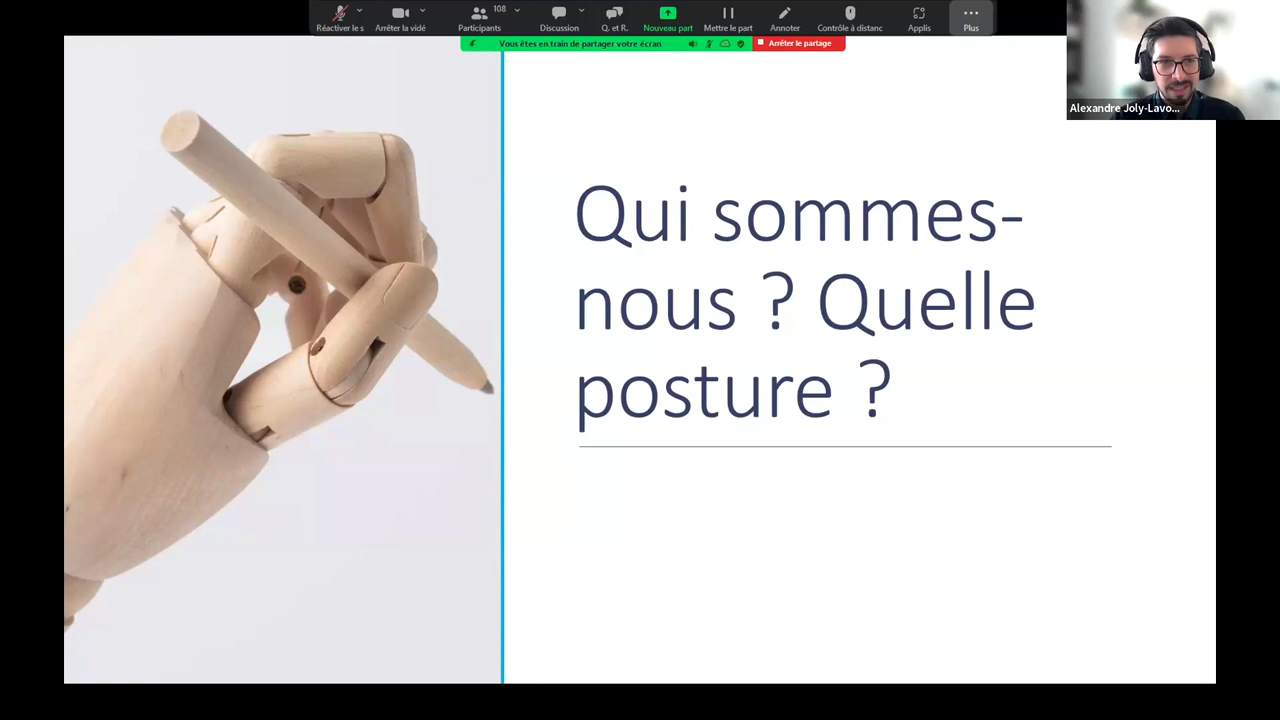 108
Réactiver le s
Arrêter la vidé
Participants
Discussion
Q. et R.
Nouveau part
Mettre le part
Annoter
Contrôle à distanc
Applis
Plus
Vous êtes en train de partager votre écran
Arrêter le partage
Alexandre Joly-Lavo...
Qui sommes-
nous ? Quelle
posture ?